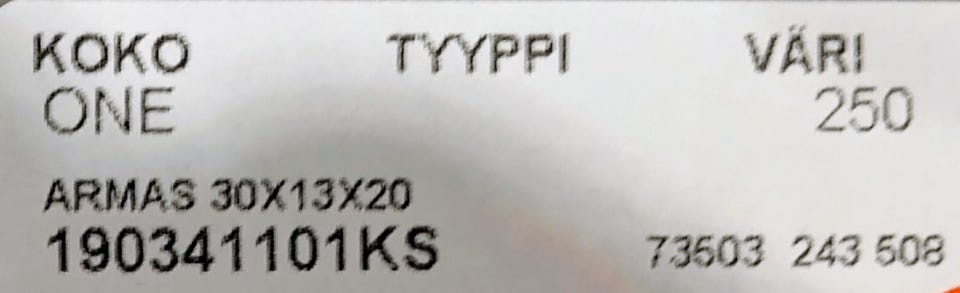 KOKO TYYPPI VÄRI
ONE 250
ARMAS 30X13X20
190341101KS 73503 243 508